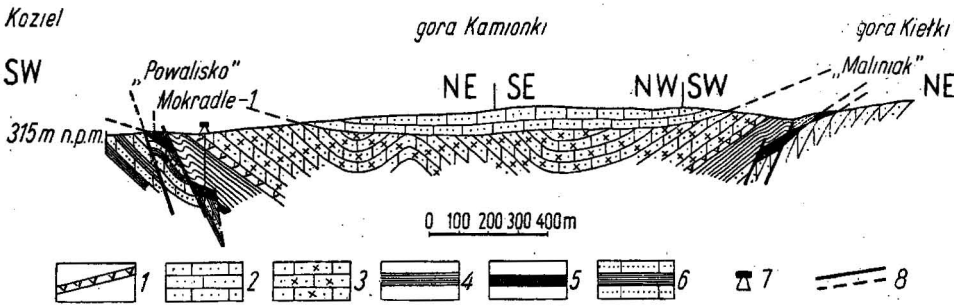 Koziel
gora Kamionki
gora Kiełki
SW
„Powalisko”
Mokradle-1
NE SE
NW SW
„Maliniak”
NE
315m n.p.m.
0 100 200 300 400m
1 2 3 4 5 6 7 8